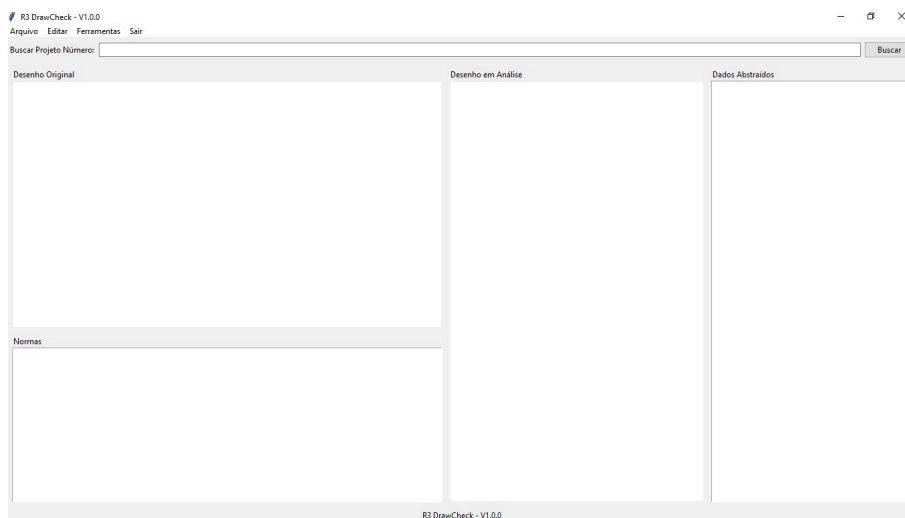 R3 DrawCheck - V1.0.0
Arquivo Editar Ferramentas Sair
Buscar Projeto Número: Buscar
Desenho Original Desenho em Análise Dados Abstraídos
Normas
R3 DrawCheck - V1.0.0